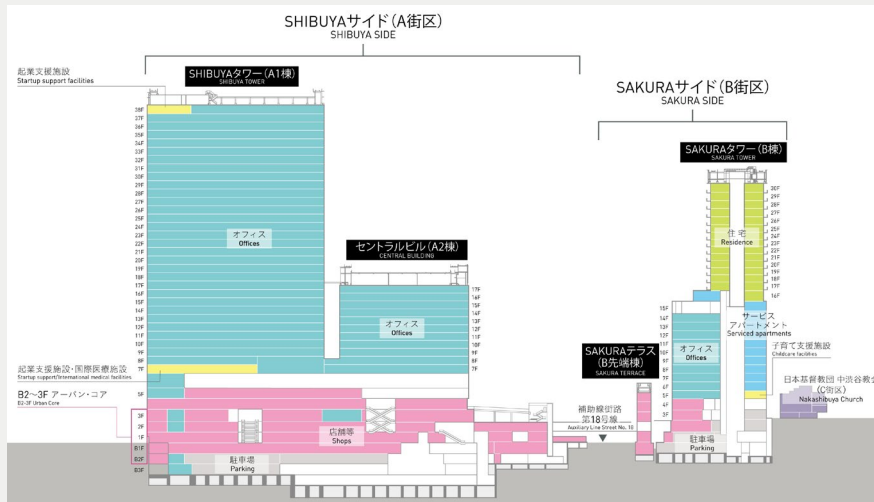 SHIBUYAサイド(A街区)
SHIBUYA SIDE
起業支援施設
Startup support facilities
SHIBUYAタワー(A1棟)
SHIBUYA TOWER
38F
37F
36F
35F
34F
33F
32F
31F
30F
29F
28F
27F
26F
25F
24F
23F
22F
21F
20F
19F
18F
17F
16F
15F
14F
13F
12F
11F
10F
9F
8F
7F
5F
3F
2F
1F
B1F
B2F
B3F
オフィス
Offices
セントラルビル(A2棟)
CENTRAL BUILDING
17F
16F
15F
14F
13F
12F
11F
10F
9F
8F
7F
オフィス
Offices
起業支援施設・国際医療施設
Startup support/International medical facilities
B2〜3F アーバン・コア
B2-3F Urban Core
店舗等
Shops
駐車場
Parking
補助線街路
第18号線
Auxiliary Line Street No. 18
SAKURAサイド(B街区)
SAKURA SIDE
SAKURAタワー(B棟)
SAKURA TOWER
30F
29F
28F
27F
26F
25F
24F
23F
22F
21F
20F
19F
18F
17F
16F
住宅
Residence
15F
14F
13F
12F
11F
10F
9F
8F
7F
6F
5F
4F
3F
サービス
アパートメント
Serviced apartments
オフィス
Offices
SAKURAテラス
(B先端棟)
SAKURA TERRACE
子育て支援施設
Childcare facilities
日本基督教団 中渋谷教会
(C街区)
Nakashibuya Church
駐車場
Parking